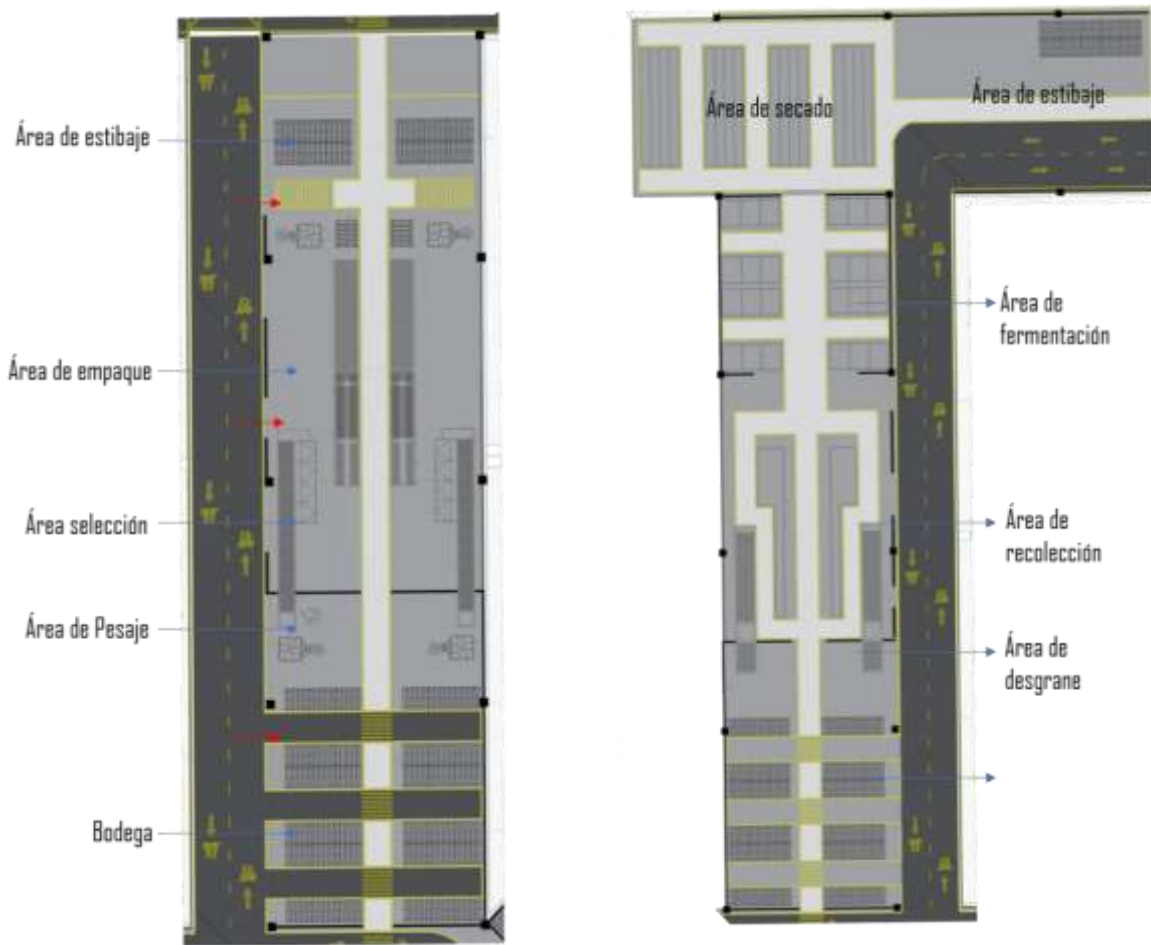 Área de estibaje
Área de empaque
Área selección
Área de Pesaje
Bodega
Área de secado
Área de estibaje
Área de
fermentación
Área de
recolección
Área de
desgrane